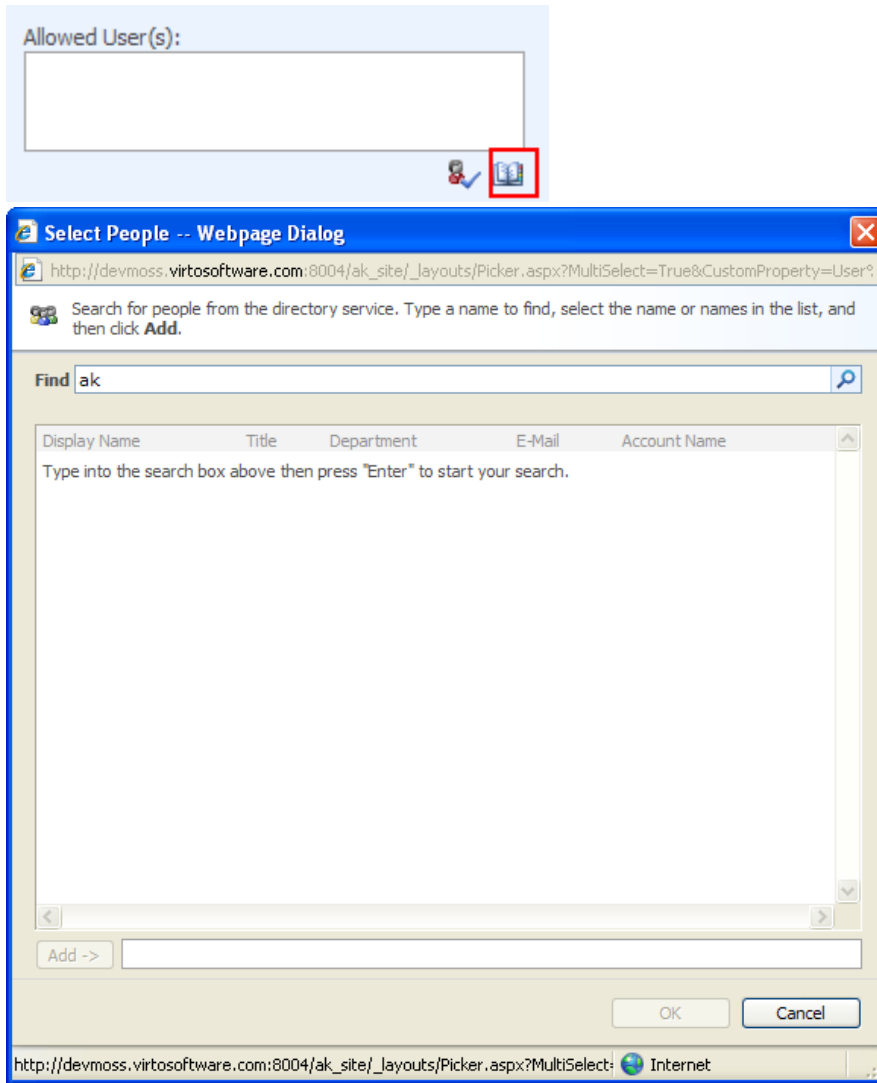 Allowed User(s):
Select People -- Webpage Dialog
http://devmoss.virtosoftware.com:8004/ak_site/_layouts/Picker.aspx?MultiSelect=True&CustomProperty=User%
Search for people from the directory service. Type a name to find, select the name or names in the list, and
then click Add.
Find ak
Display Name Title Department E-Mail Account Name
Type into the search box above then press "Enter" to start your search.
Add ->
OK Cancel
http://devmoss.virtosoftware.com:8004/ak_site/_layouts/Picker.aspx?MultiSelect= Internet